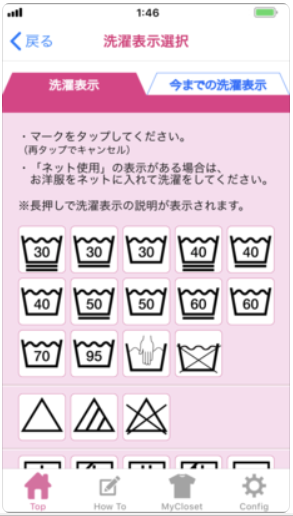 1:46
戻る
洗濯表示選択
洗濯表示
今までの洗濯表示
・マークをタップしてください。
（再タップでキャンセル）
・「ネット使用」の表示がある場合は、
お洋服をネットに入れて洗濯をしてください。
※長押しで洗濯表示の説明が表示されます。
30 30 30 40 40
40 50 50 60 60
70 95
Top How To MyCloset Config